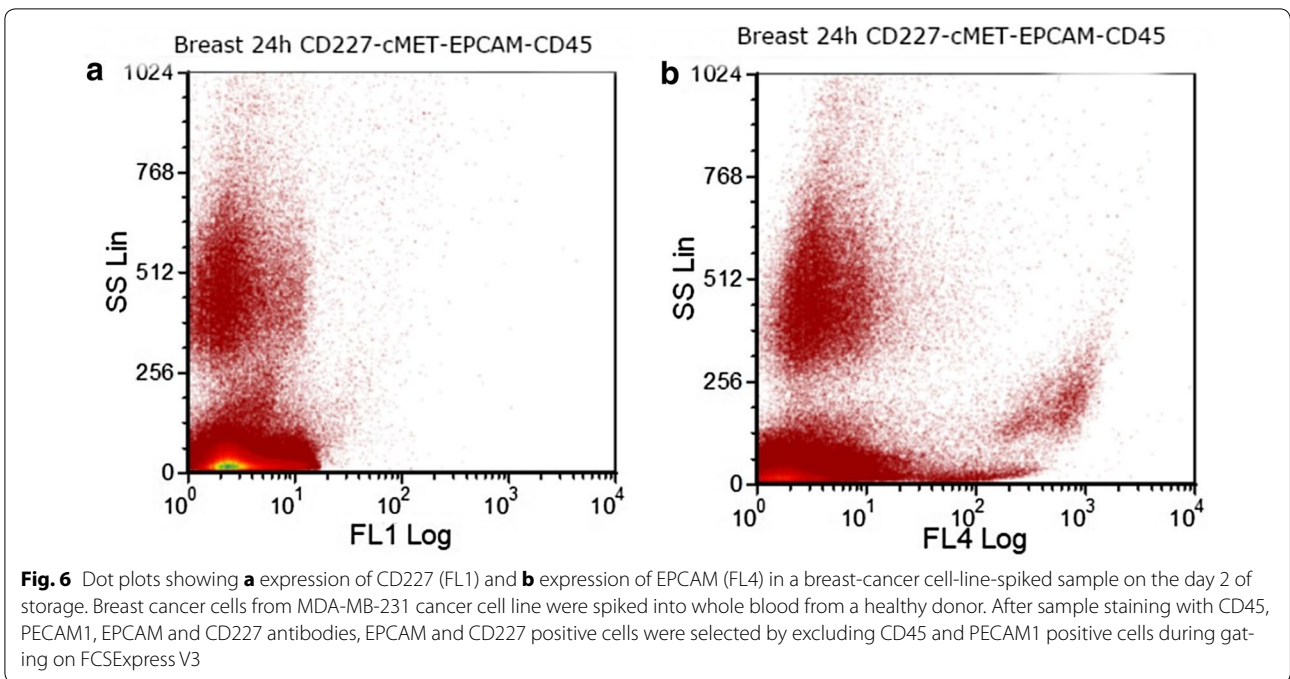 Breast 24h CD227-cMET-EPCAM-CD45
Breast 24h CD227-cMET-EPCAM-CD45
a
1024
768
512
256
0
SS Lin
10^0 10^1 10^2 10^3 10^4
FL1 Log
b
1024
768
512
256
0
SS Lin
10^0 10^1 10^2 10^3 10^4
FL4 Log
Fig. 6 Dot plots showing a expression of CD227 (FL1) and b expression of EPCAM (FL4) in a breast-cancer cell-line-spiked sample on the day 2 of
storage. Breast cancer cells from MDA-MB-231 cancer cell line were spiked into whole blood from a healthy donor. After sample staining with CD45,
PECAM1, EPCAM and CD227 antibodies, EPCAM and CD227 positive cells were selected by excluding CD45 and PECAM1 positive cells during gat-
ing on FCSExpress V3